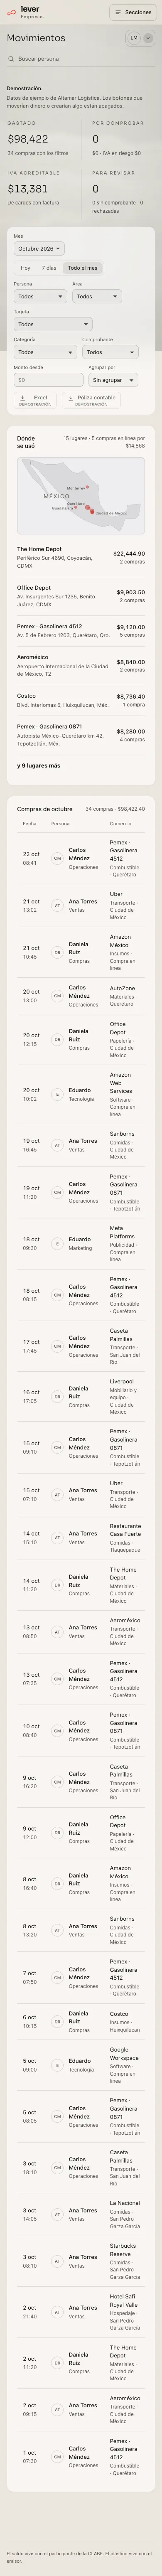 lever
Empresas
Secciones
Movimientos
LM
Buscar persona
Demostración.
Datos de ejemplo de Altamar Logística. Los botones que
moverían dinero o crearían algo están apagados.
GASTADO
$98,422
34 compras con los filtros
POR COMPROBAR
0
$0 · IVA en riesgo $0
IVA ACREDITABLE
$13,381
De cargos con factura
PARA REVISAR
0
0 sin comprobante · 0
rechazadas
Mes
Octubre 2026
Hoy
7 días
Todo el mes
Persona
Todos
Área
Todos
Tarjeta
Todos
Categoría
Todos
Comprobante
Todos
Monto desde
$0
Agrupar por
Sin agrupar
Excel
DEMOSTRACIÓN
Póliza contable
DEMOSTRACIÓN
Dónde
se usó
15 lugares · 5 compras en línea por
$14,868
Monterrey
MÉXICO
Querétaro
Guadalajara
Ciudad de México
The Home Depot
Periférico Sur 4690, Coyoacán,
CDMX
$22,444.90
2 compras
Office Depot
Av. Insurgentes Sur 1235, Benito
Juárez, CDMX
$9,903.50
2 compras
Pemex · Gasolinera 4512
Av. 5 de Febrero 1203, Querétaro, Qro.
$9,120.00
5 compras
Aeroméxico
Aeropuerto Internacional de la Ciudad
de México, T2
$8,840.00
2 compras
Costco
Blvd. Interlomas 5, Huixquilucan, Méx.
$8,736.40
1 compra
Pemex · Gasolinera 0871
Autopista México-Querétaro km 42,
Tepotzotlán, Méx.
$8,280.00
4 compras
y 9 lugares más
Compras de octubre
34 compras · $98,422.40
Fecha
Persona
Comercio
22 oct
08:41
CM
Carlos
Méndez
Operaciones
Pemex ·
Gasolinera
4512
Combustible
· Querétaro
21 oct
13:02
AT
Ana Torres
Ventas
Uber
Transporte ·
Ciudad de
México
21 oct
10:45
DR
Daniela
Ruiz
Compras
Amazon
México
Insumos ·
Compra en
línea
20 oct
13:00
CM
Carlos
Méndez
Operaciones
AutoZone
Materiales ·
Querétaro
20 oct
12:15
DR
Daniela
Ruiz
Compras
Office
Depot
Papelería ·
Ciudad de
México
20 oct
10:02
E
Eduardo
Tecnología
Amazon
Web
Services
Software ·
Compra en
línea
19 oct
16:45
AT
Ana Torres
Ventas
Sanborns
Comidas ·
Ciudad de
México
19 oct
11:20
CM
Carlos
Méndez
Operaciones
Pemex ·
Gasolinera
0871
Combustible
· Tepotzotlán
18 oct
09:30
E
Eduardo
Marketing
Meta
Platforms
Publicidad ·
Compra en
línea
18 oct
08:15
CM
Carlos
Méndez
Operaciones
Pemex ·
Gasolinera
4512
Combustible
· Querétaro
17 oct
17:45
CM
Carlos
Méndez
Operaciones
Caseta
Palmillas
Transporte ·
San Juan del
Río
16 oct
17:05
DR
Daniela
Ruiz
Compras
Liverpool
Mobiliario y
equipo ·
Ciudad de
México
15 oct
09:10
CM
Carlos
Méndez
Operaciones
Pemex ·
Gasolinera
0871
Combustible
· Tepotzotlán
15 oct
07:10
AT
Ana Torres
Ventas
Uber
Transporte ·
Ciudad de
México
14 oct
15:10
AT
Ana Torres
Ventas
Restaurante
Casa Fuerte
Comidas ·
Tlaquepaque
14 oct
11:30
DR
Daniela
Ruiz
Compras
The Home
Depot
Materiales ·
Ciudad de
México
13 oct
06:50
AT
Ana Torres
Ventas
Aeroméxico
Transporte ·
Ciudad de
México
13 oct
07:35
CM
Carlos
Méndez
Operaciones
Pemex ·
Gasolinera
4512
Combustible
· Querétaro
10 oct
08:40
CM
Carlos
Méndez
Operaciones
Pemex ·
Gasolinera
0871
Combustible
· Tepotzotlán
9 oct
16:20
CM
Carlos
Méndez
Operaciones
Caseta
Palmillas
Transporte ·
San Juan del
Río
9 oct
12:00
DR
Daniela
Ruiz
Compras
Office
Depot
Papelería ·
Ciudad de
México
8 oct
16:40
DR
Daniela
Ruiz
Compras
Amazon
México
Insumos ·
Compra en
línea
8 oct
13:20
AT
Ana Torres
Ventas
Sanborns
Comidas ·
Ciudad de
México
7 oct
07:50
CM
Carlos
Méndez
Operaciones
Pemex ·
Gasolinera
4512
Combustible
· Querétaro
6 oct
10:15
DR
Daniela
Ruiz
Compras
Costco
Insumos ·
Huixquilucan
5 oct
09:00
E
Eduardo
Tecnología
Google
Workspace
Software ·
Compra en
línea
5 oct
08:05
CM
Carlos
Méndez
Operaciones
Pemex ·
Gasolinera
0871
Combustible
· Tepotzotlán
3 oct
18:10
CM
Carlos
Méndez
Operaciones
Caseta
Palmillas
Transporte ·
San Juan del
Río
3 oct
14:05
AT
Ana Torres
Ventas
La Nacional
Comidas ·
San Pedro
Garza García
3 oct
08:10
AT
Ana Torres
Ventas
Starbucks
Reserve
Comidas ·
San Pedro
Garza García
2 oct
21:40
AT
Ana Torres
Ventas
Hotel Safi
Royal Valle
Hospedaje ·
San Pedro
Garza García
2 oct
11:20
DR
Daniela
Ruiz
Compras
The Home
Depot
Materiales ·
Ciudad de
México
2 oct
09:15
AT
Ana Torres
Ventas
Aeroméxico
Transporte ·
Ciudad de
México
1 oct
07:30
CM
Carlos
Méndez
Operaciones
Pemex ·
Gasolinera
4512
Combustible
· Querétaro
El saldo vive con el participante de la CLABE. El plástico vive con el
emisor.